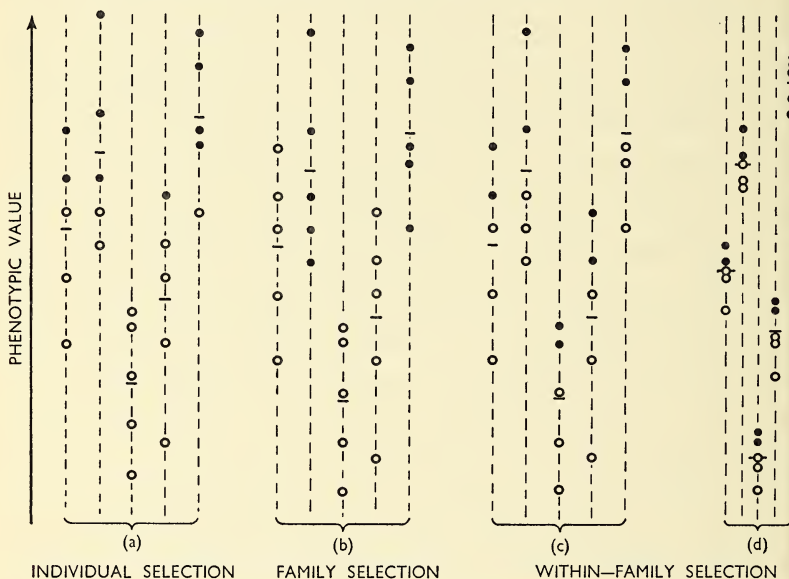 PHENOTYPIC VALUE
(a)
(b)
(c)
(d)
INDIVIDUAL SELECTION
FAMILY SELECTION
WITHIN—FAMILY SELECTION